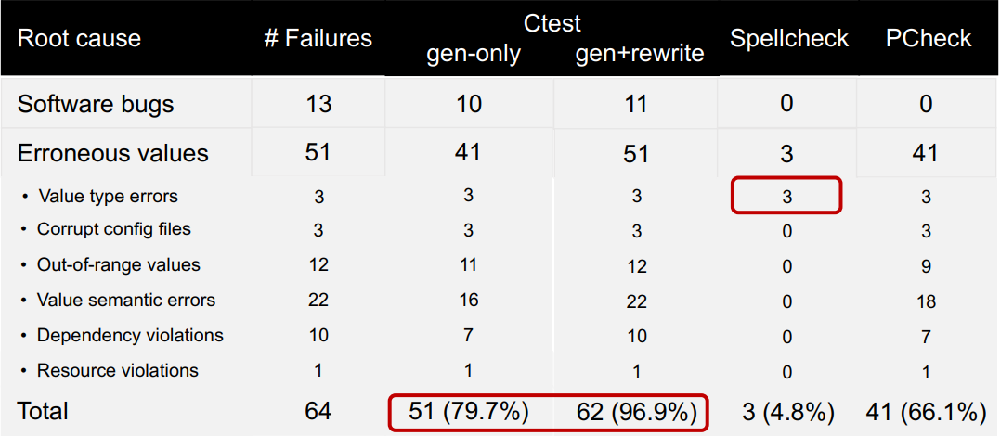 Root cause # Failures Ctest Spellcheck PCheck
gen-only gen+rewrite
Software bugs 13 10 11 0 0
Erroneous values 51 41 51 3 41
• Value type errors 3 3 3 3 3
• Corrupt config files 3 3 3 0 3
• Out-of-range values 12 11 12 0 9
• Value semantic errors 22 16 22 0 18
• Dependency violations 10 7 10 0 7
• Resource violations 1 1 1 0 1
Total 64 51 (79.7%) 62 (96.9%) 3 (4.8%) 41 (66.1%)